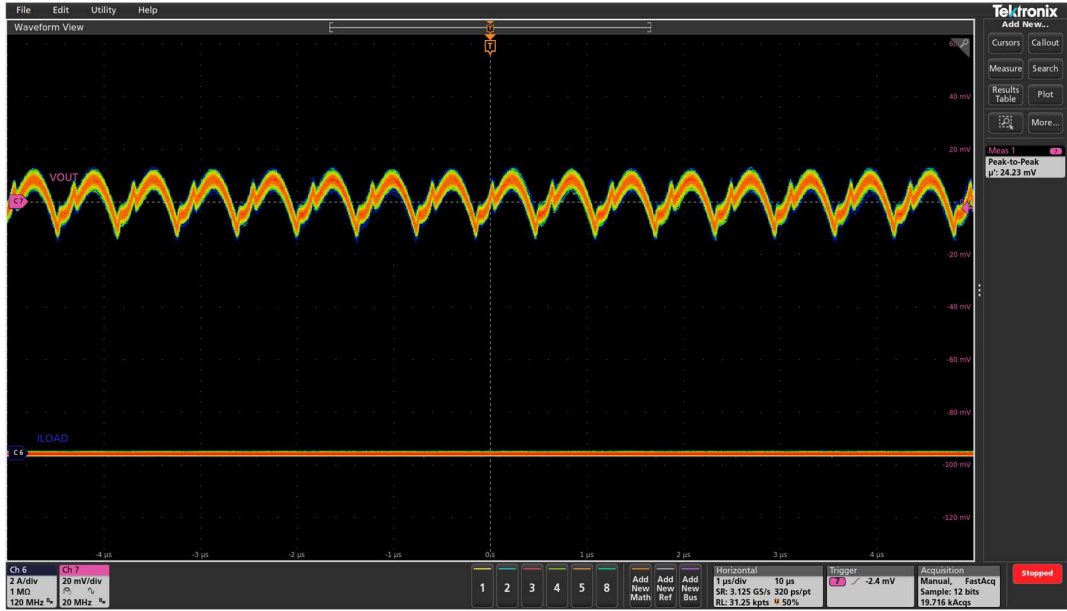 File Edit Utility Help
Tektronix
Waveform View
Add New...
T
T
Cursors Callout
Measure Search
Results Table Plot
More...
40 mV
20 mV
Meas 1 7
Peak-to-Peak
µ': 24.23 mV
VOUT
C7
-20 mV
-40 mV
-60 mV
-80 mV
ILOAD
C6
-100 mV
-120 mV
-4 µs -3 µs -2 µs -1 µs 0 s 1 µs 2 µs 3 µs 4 µs
Ch 6
2 A/div
1 MΩ
120 MHz Bw
Ch 7
20 mV/div
20 MHz Bw
1 2 3 4 5 8
Add New Math
Add New Ref
Add New Bus
Horizontal
1 µs/div 10 µs
SR: 3.125 GS/s 320 ps/pt
RL: 31.25 kpts 50%
Trigger
7 -2.4 mV
Acquisition
Manual, FastAcq
Sample: 12 bits
19.716 kAcqs
Stopped